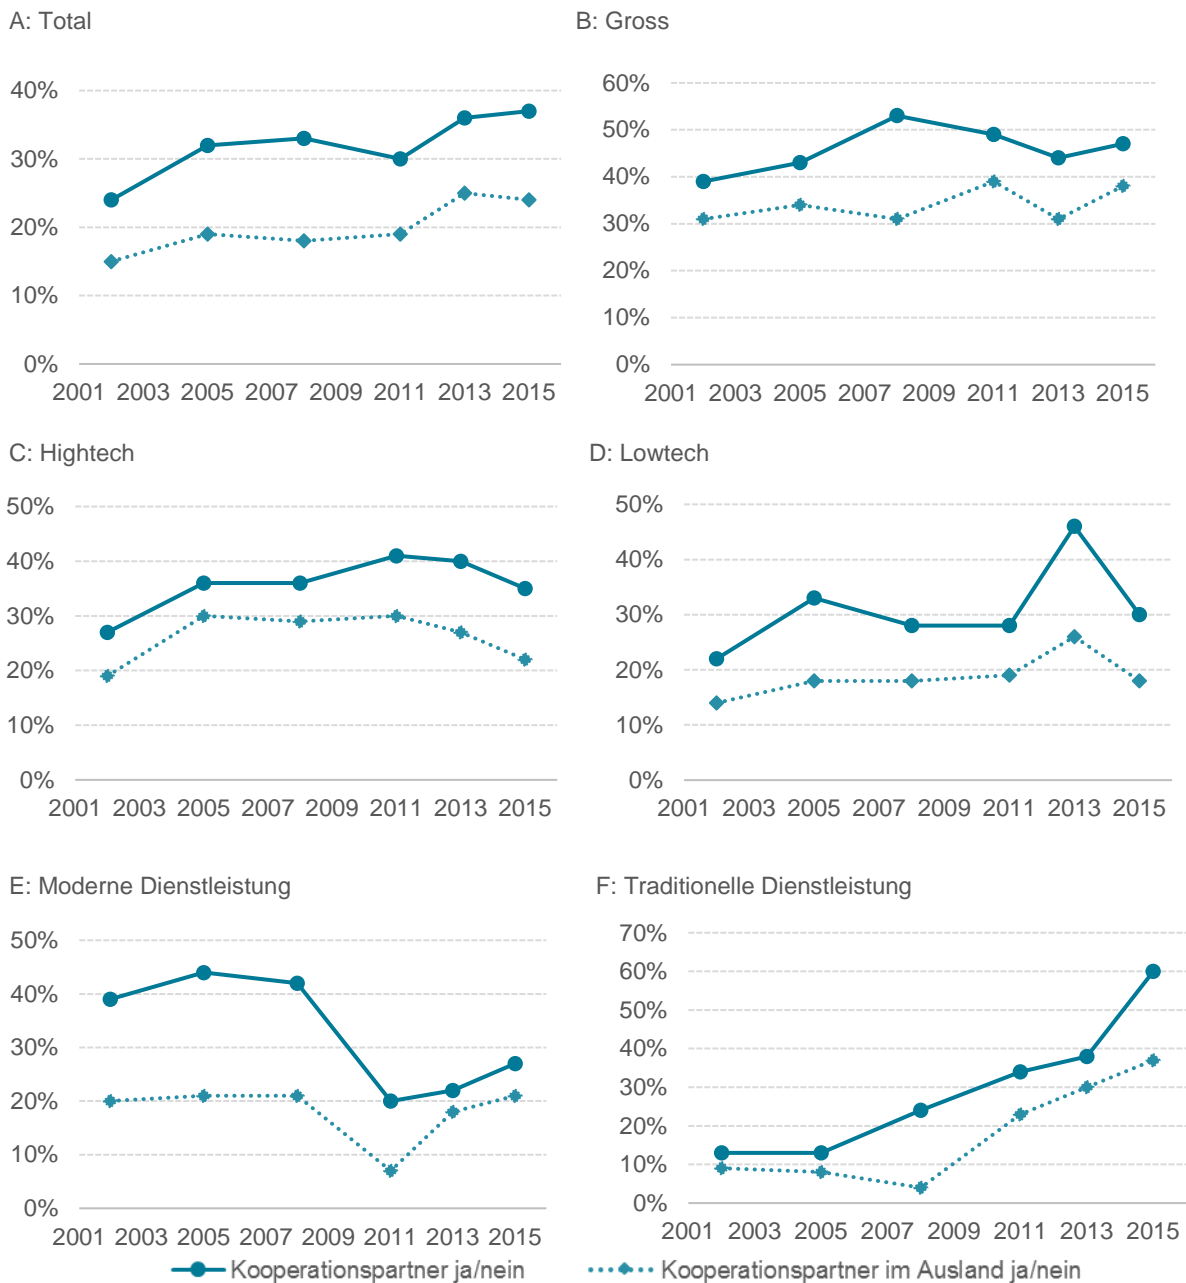 A: Total
40%
30%
20%
10%
0%
2001 2003 2005 2007 2009 2011 2013 2015
B: Gross
60%
50%
40%
30%
20%
10%
0%
2001 2003 2005 2007 2009 2011 2013 2015
C: Hightech
50%
40%
30%
20%
10%
0%
2001 2003 2005 2007 2009 2011 2013 2015
D: Lowtech
50%
40%
30%
20%
10%
0%
2001 2003 2005 2007 2009 2011 2013 2015
E: Moderne Dienstleistung
50%
40%
30%
20%
10%
0%
2001 2003 2005 2007 2009 2011 2013 2015
F: Traditionelle Dienstleistung
70%
60%
50%
40%
30%
20%
10%
0%
2001 2003 2005 2007 2009 2011 2013 2015
Kooperationspartner ja/nein
Kooperationspartner im Ausland ja/nein